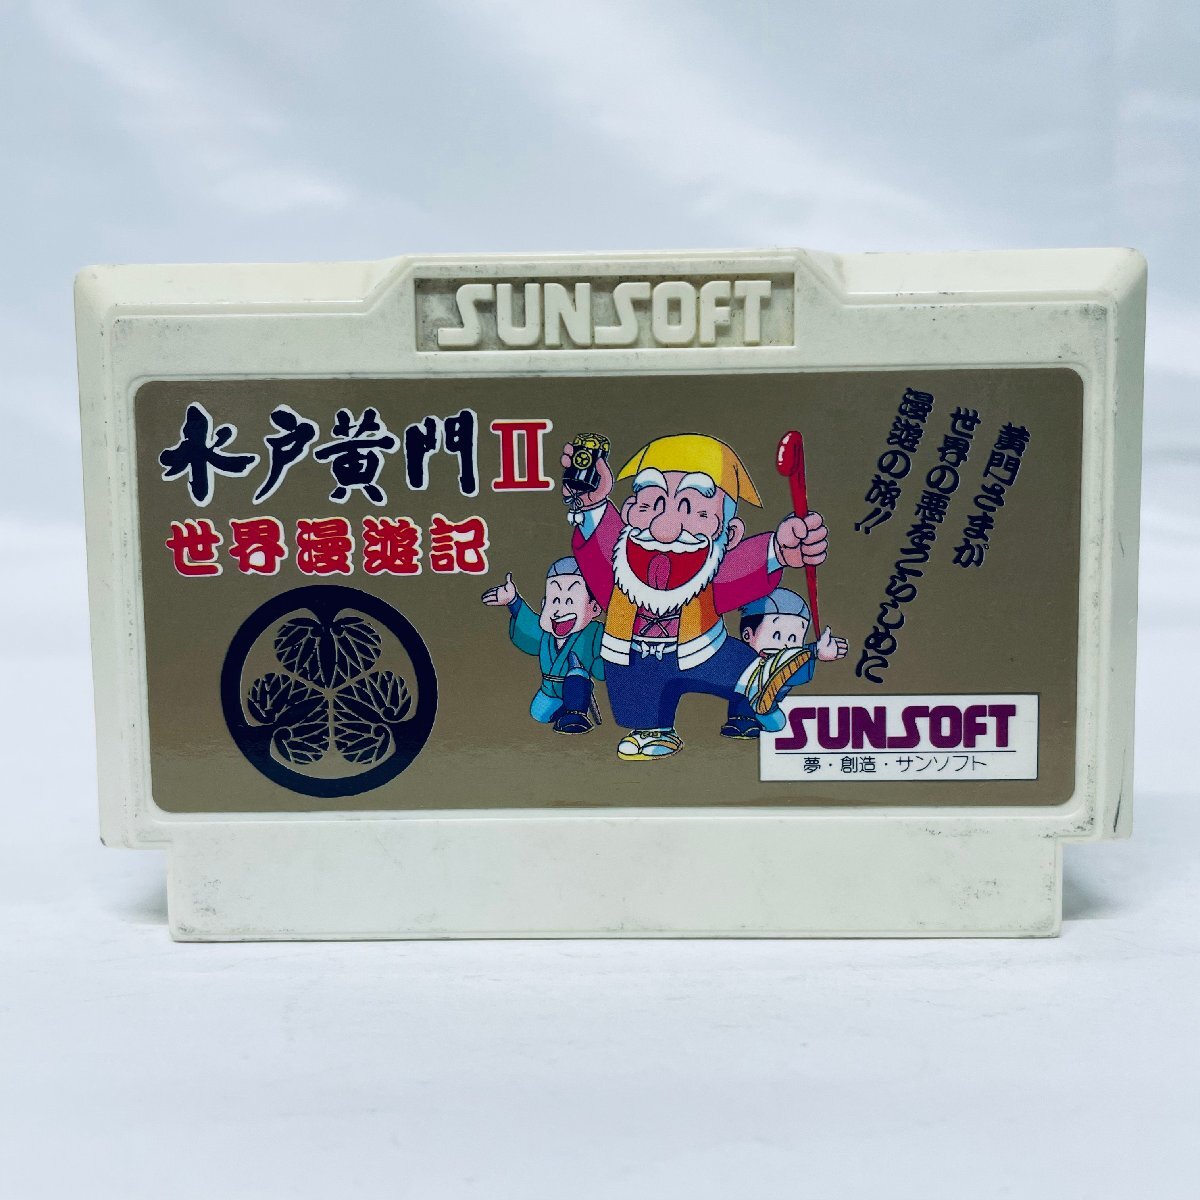 SUNSOFT
水戸黄門II
世界漫遊記
黄門さまが
世界の悪をこらしめに
漫遊の旅!!
SUNSOFT
夢・創造・サンソフト